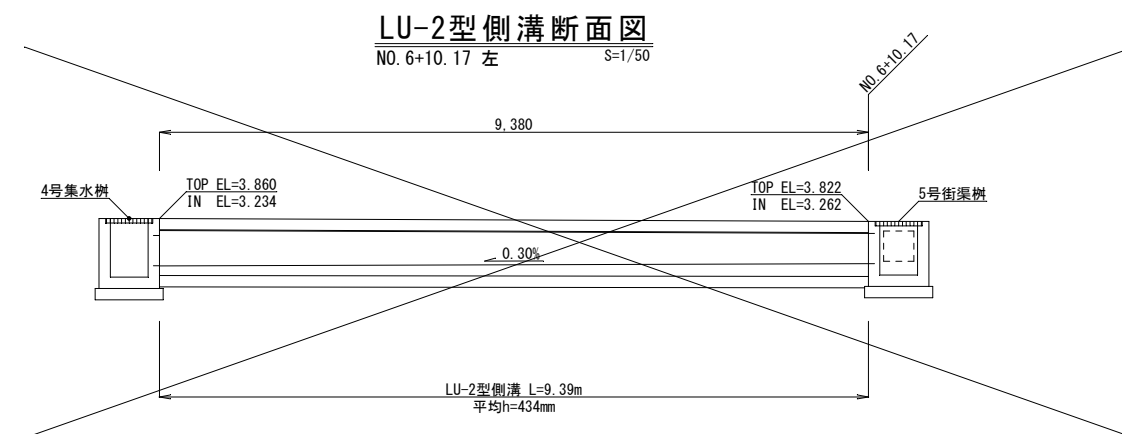 LU-2型側溝断面図
NO.6+10.17 左 S=1/50
NO.6+10.17
9,380
4号集水桝
TOP EL=3.860
IN EL=3.234
TOP EL=3.822
IN EL=3.262
5号街渠桝
0.30%
LU-2型側溝 L=9.39m
平均h=434mm